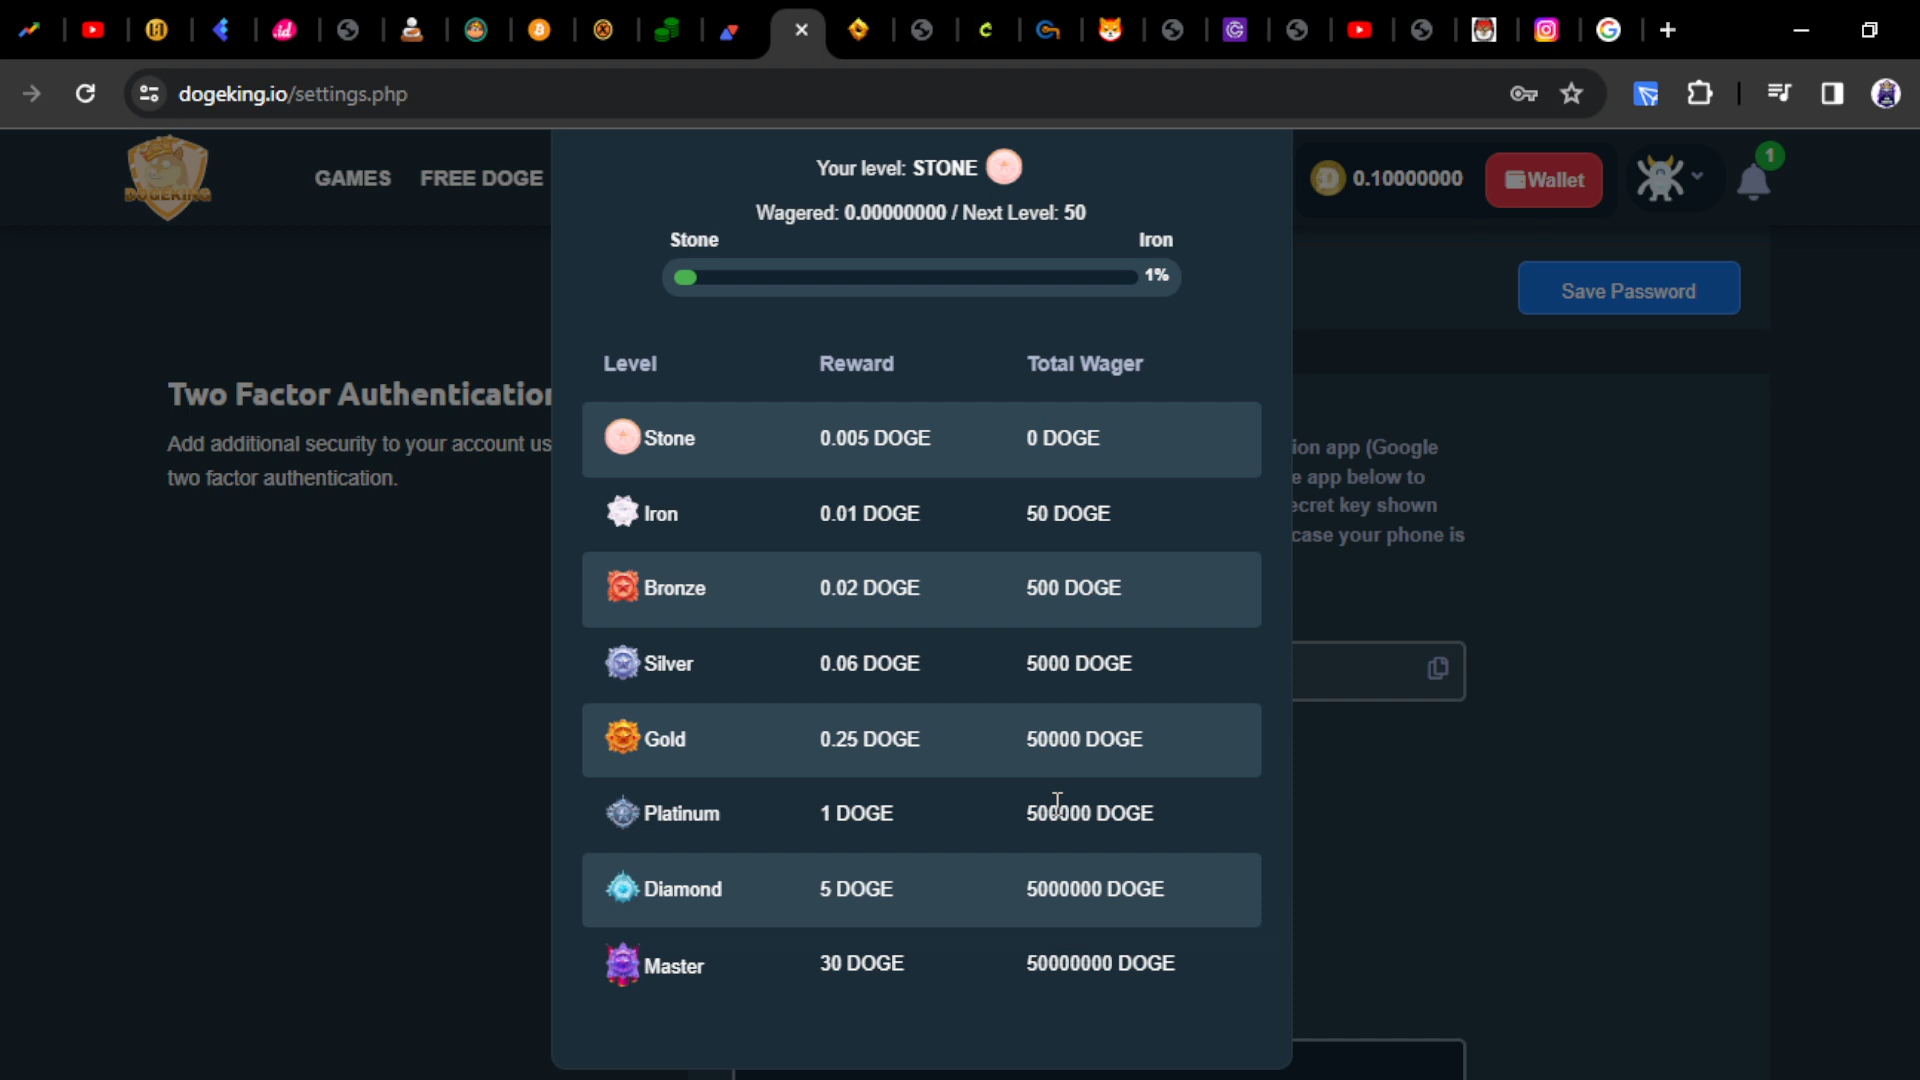 dogeking.io/settings.php
DOGEKING
GAMES FREE DOGE
Your level: STONE
Wagered: 0.00000000 / Next Level: 50
Stone Iron
1%
0.10000000
Wallet
1
Save Password
Level Reward Total Wager
Stone 0.005 DOGE 0 DOGE
Iron 0.01 DOGE 50 DOGE
Bronze 0.02 DOGE 500 DOGE
Silver 0.06 DOGE 5000 DOGE
Gold 0.25 DOGE 50000 DOGE
Platinum 1 DOGE 500000 DOGE
Diamond 5 DOGE 5000000 DOGE
Master 30 DOGE 50000000 DOGE
Two Factor Authentication
Add additional security to your account us
two factor authentication.
ion app (Google
e app below to
ecret key shown
case your phone is